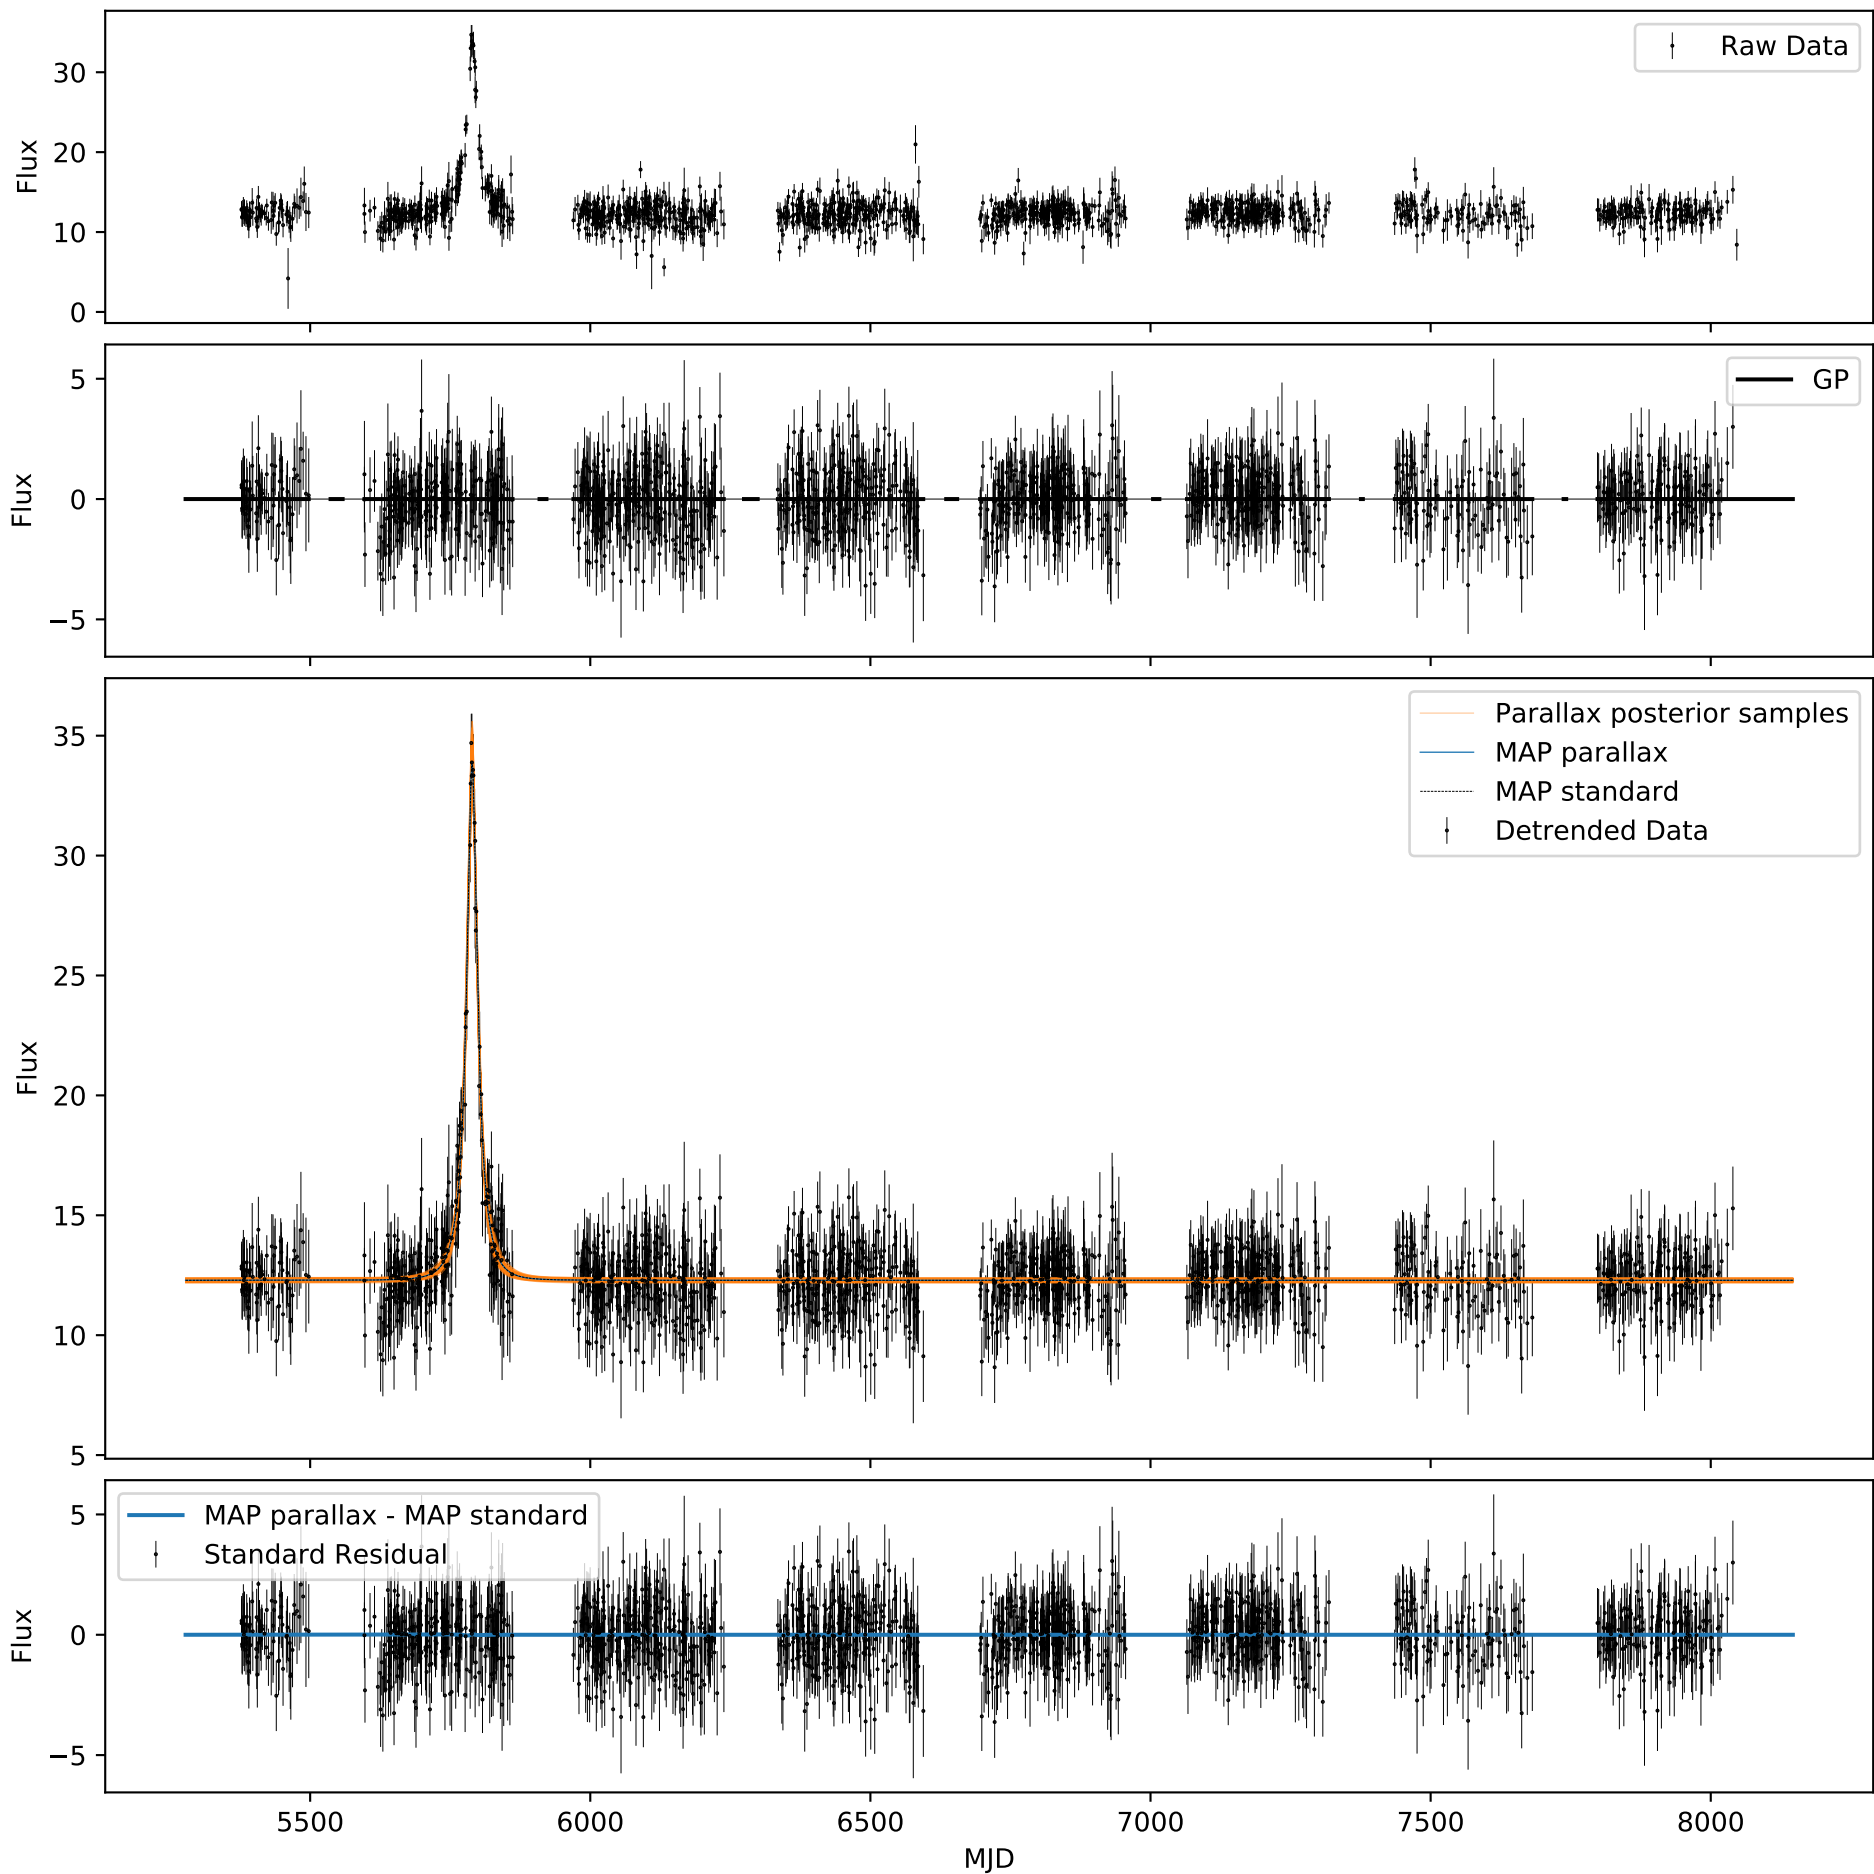 Flux
30
20
10
0
Raw Data
Flux
5
0
−5
GP
Flux
35
30
25
20
15
10
5
Parallax posterior samples
MAP parallax
MAP standard
Detrended Data
Flux
5
0
−5
MAP parallax - MAP standard
Standard Residual
5500 6000 6500 7000 7500 8000
MJD